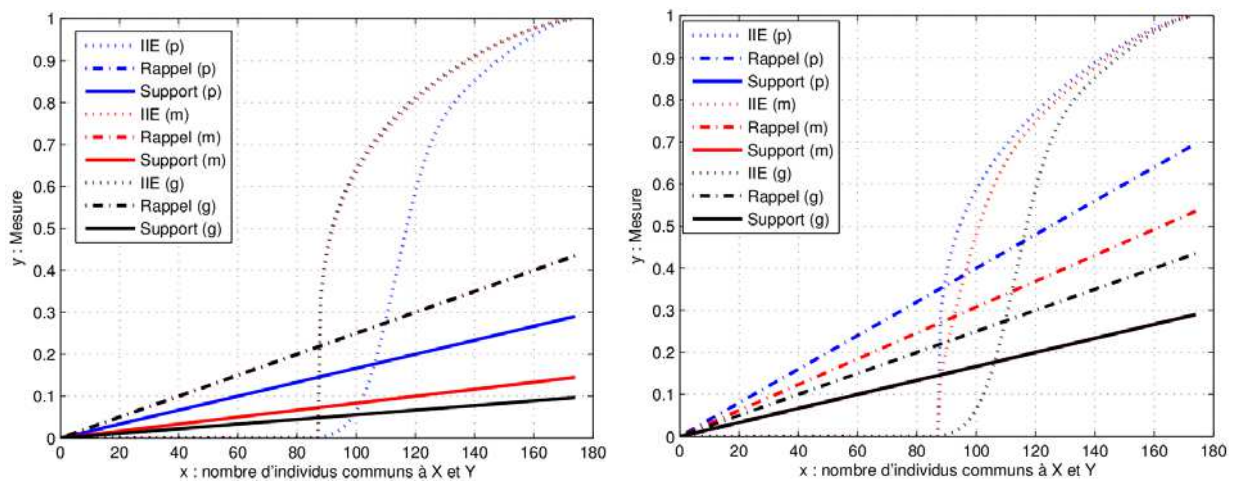 1
0.9
0.8
0.7
0.6
0.5
0.4
0.3
0.2
0.1
0
y : Mesure
IIE (p)
Rappel (p)
Support (p)
IIE (m)
Rappel (m)
Support (m)
IIE (g)
Rappel (g)
Support (g)
0 20 40 60 80 100 120 140 160 180
x : nombre d'individus communs à X et Y
1
0.9
0.8
0.7
0.6
0.5
0.4
0.3
0.2
0.1
0
y : Mesure
IIE (p)
Rappel (p)
Support (p)
IIE (m)
Rappel (m)
Support (m)
IIE (g)
Rappel (g)
Support (g)
0 20 40 60 80 100 120 140 160 180
x : nombre d'individus communs à X et Y